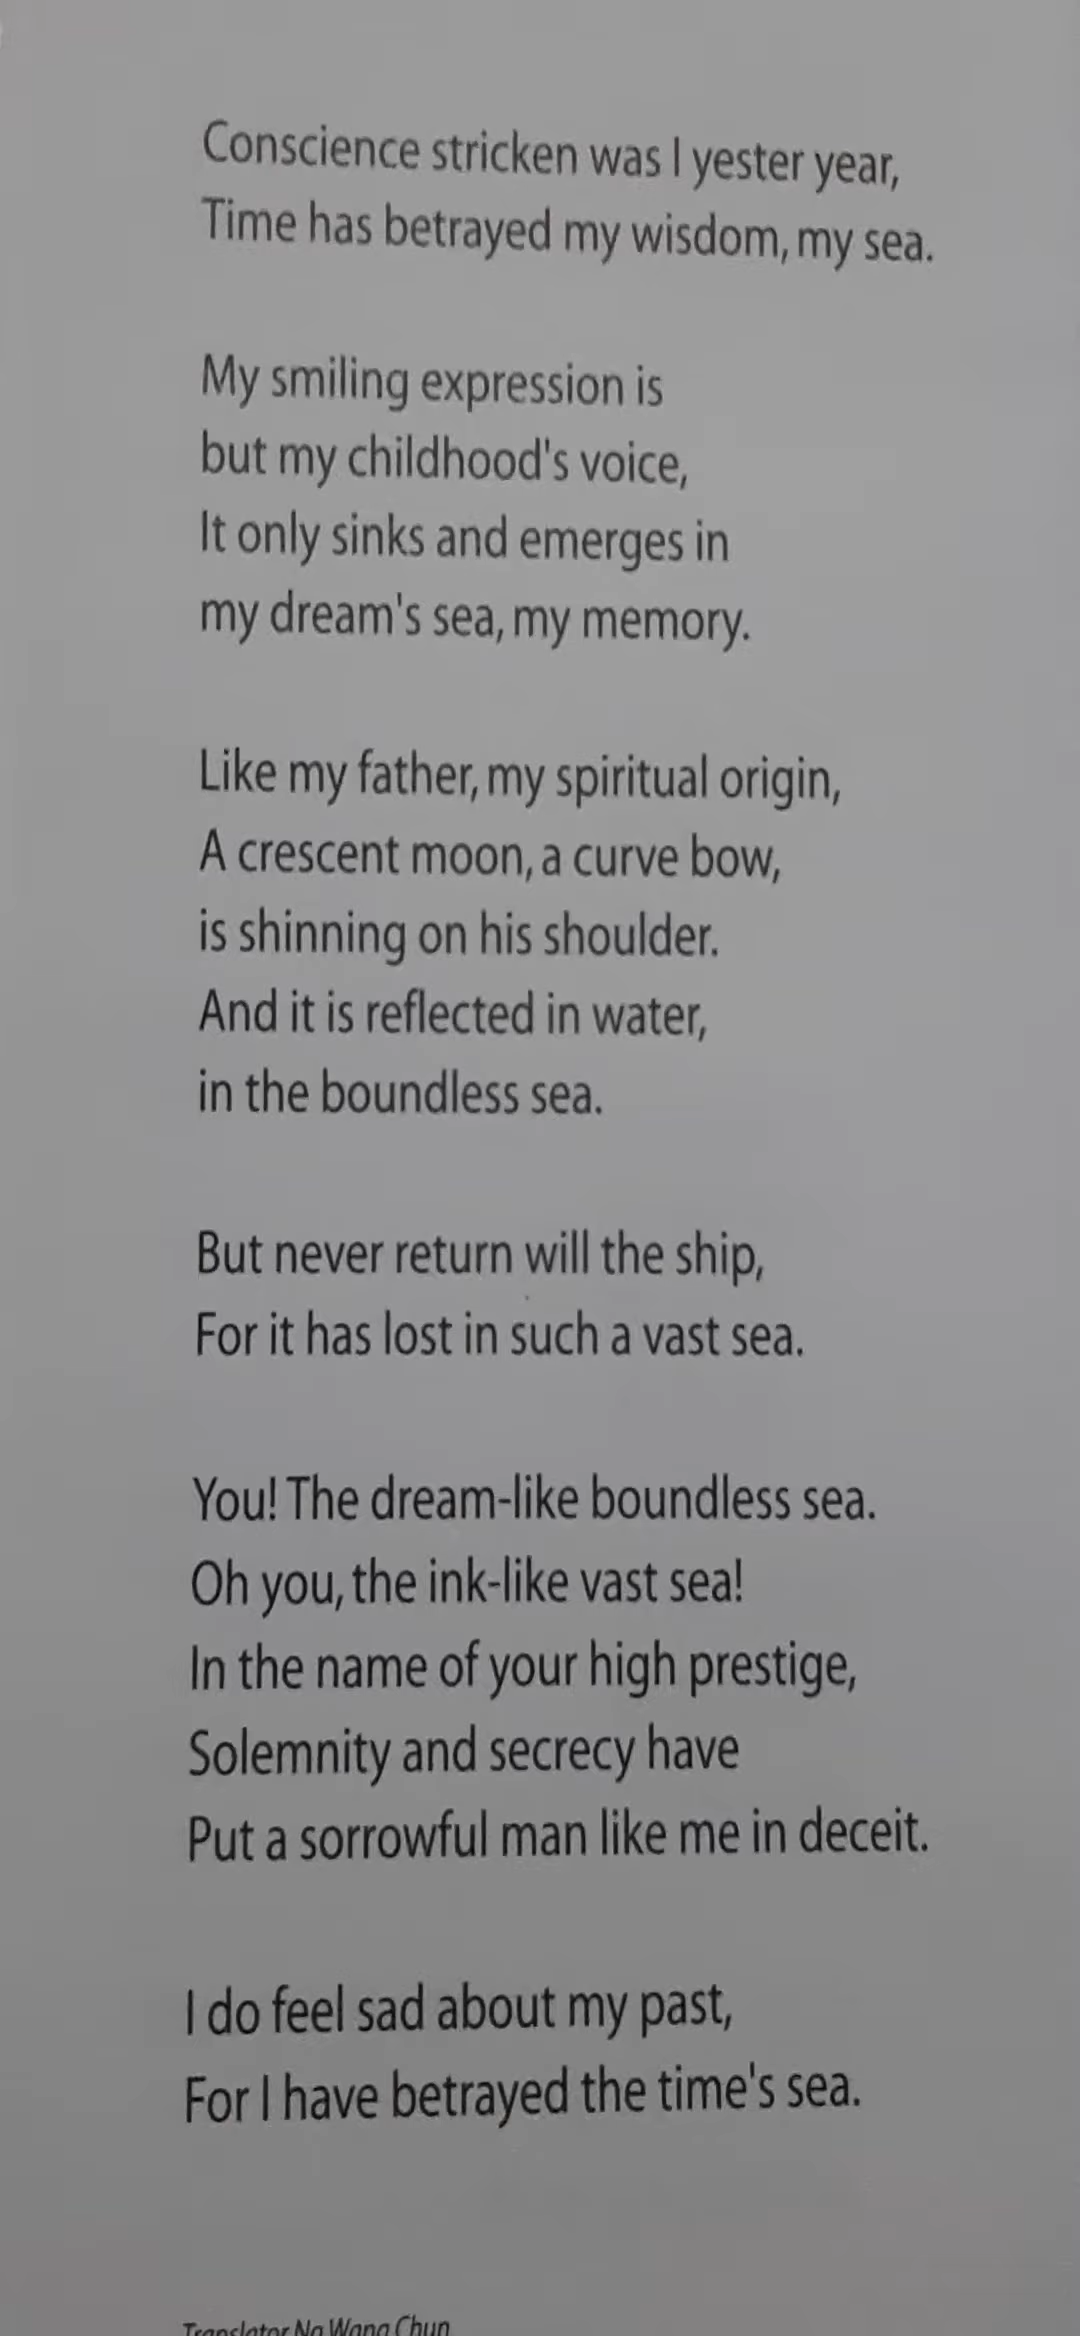 Conscience stricken was I yester year,
Time has betrayed my wisdom, my sea.
My smiling expression is
but my childhood's voice,
It only sinks and emerges in
my dream's sea, my memory.
Like my father, my spiritual origin,
A crescent moon, a curve bow,
is shinning on his shoulder.
And it is reflected in water,
in the boundless sea.
But never return will the ship,
For it has lost in such a vast sea.
You! The dream-like boundless sea.
Oh you, the ink-like vast sea!
In the name of your high prestige,
Solemnity and secrecy have
Put a sorrowful man like me in deceit.
I do feel sad about my past,
For I have betrayed the time's sea.
Translator Na Wang Chun